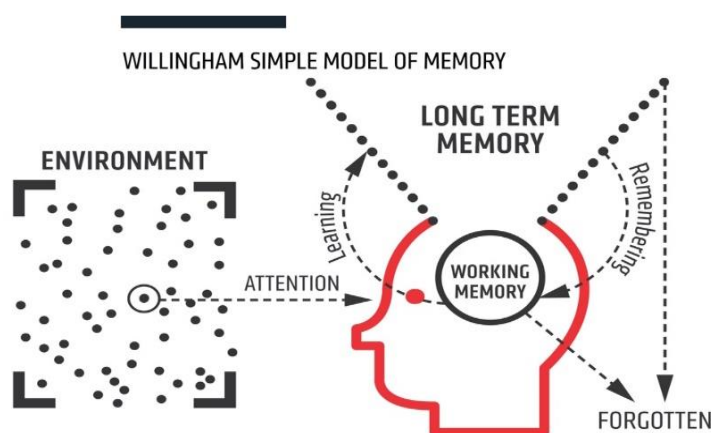 WILLINGHAM SIMPLE MODEL OF MEMORY
LONG TERM
MEMORY
ENVIRONMENT
Learning
Remembering
ATTENTION
WORKING
MEMORY
FORGOTTEN